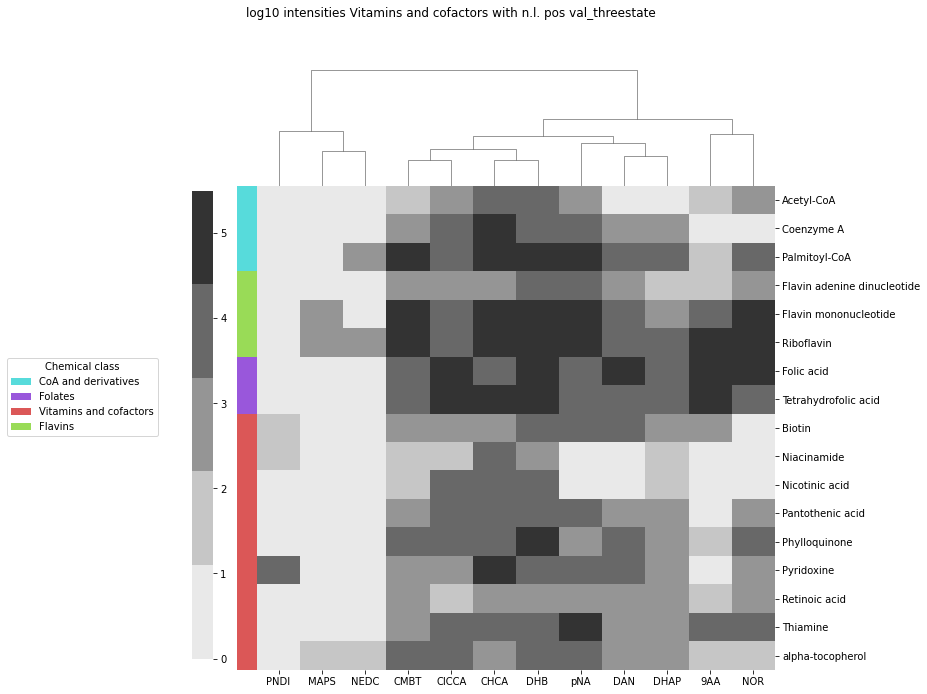 log10 intensities Vitamins and cofactors with n.l. pos val_threestate
5
4
3
2
1
0
Chemical class
CoA and derivatives
Folates
Vitamins and cofactors
Flavins
Acetyl-CoA
Coenzyme A
Palmitoyl-CoA
Flavin adenine dinucleotide
Flavin mononucleotide
Riboflavin
Folic acid
Tetrahydrofolic acid
Biotin
Niacinamide
Nicotinic acid
Pantothenic acid
Phylloquinone
Pyridoxine
Retinoic acid
Thiamine
alpha-tocopherol
PNDI MAPS NEDC CMBT ClCCA CHCA DHB pNA DAN DHAP 9AA NOR